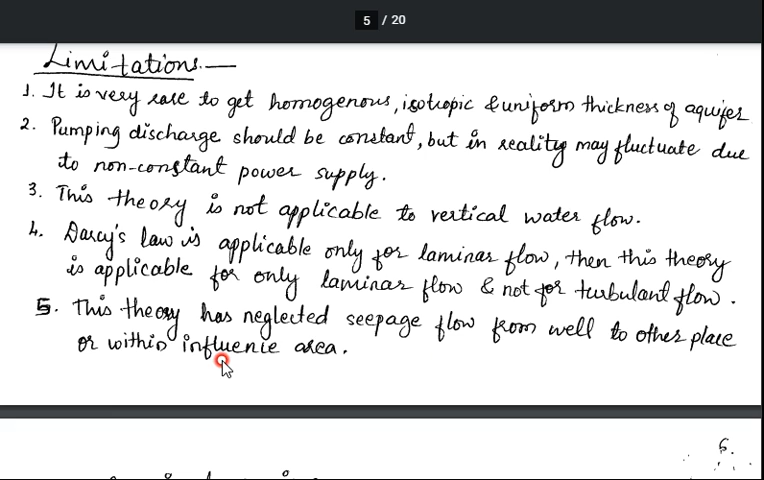 5 / 20
Limitations.—
1. It is very rare to get homogenous, isotropic & uniform thickness of aquifer
2. Pumping discharge should be constant, but in reality may fluctuate due
to non-constant power supply.
3. This theory is not applicable to vertical water flow.
4. Darcy's law is applicable only for laminar flow, then this theory
is applicable for only laminar flow & not for turbulant flow.
5. This theory has neglected seepage flow from well to other place
or within influence area.
6.